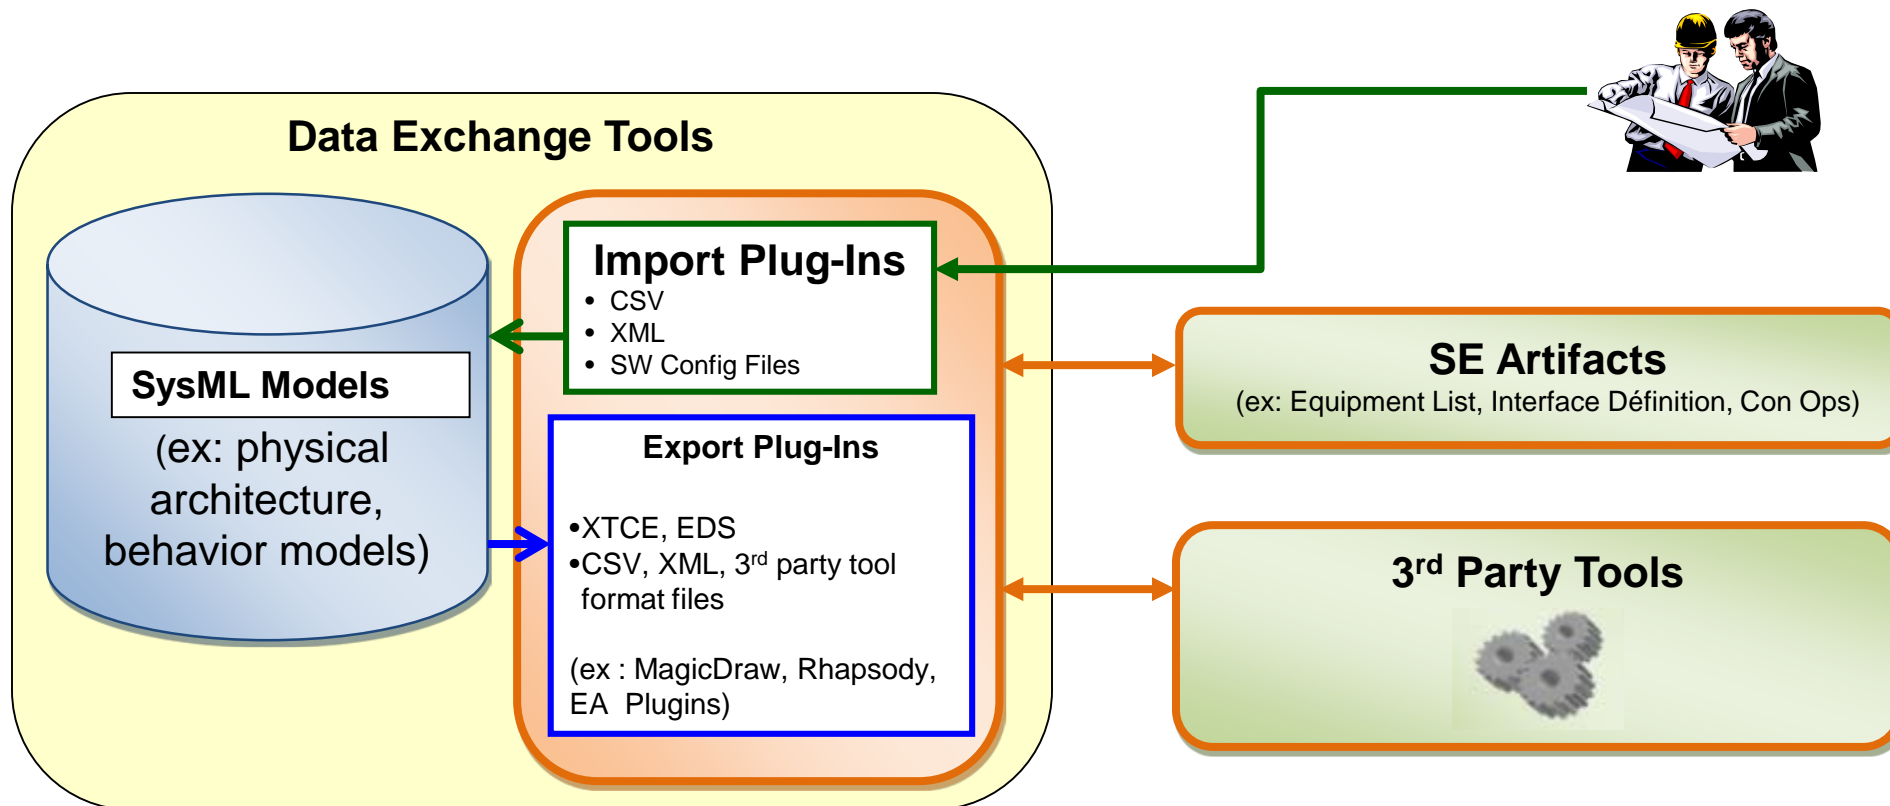 Data Exchange Tools
SysML Models
(ex: physical
architecture,
behavior models)
Import Plug-Ins
• CSV
• XML
• SW Config Files
Export Plug-Ins
•XTCE, EDS
•CSV, XML, 3rd party tool
format files
(ex : MagicDraw, Rhapsody,
EA Plugins)
SE Artifacts
(ex: Equipment List, Interface Définition, Con Ops)
3rd Party Tools